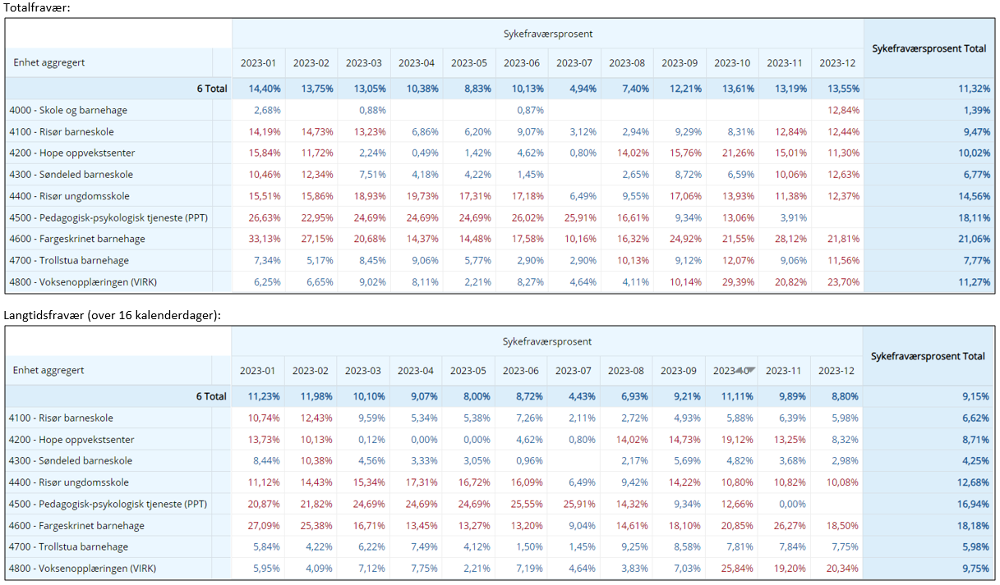 Totalfravær:
Sykefraværsprosent
Sykefraværsprosent Total
Enhet aggregert 2023-01 2023-02 2023-03 2023-04 2023-05 2023-06 2023-07 2023-08 2023-09 2023-10 2023-11 2023-12
6 Total 14,40% 13,75% 13,05% 10,38% 8,83% 10,13% 4,94% 7,40% 12,21% 13,61% 13,19% 13,55% 11,32%
4000 - Skole og barnehage 2,68% 0,88% 0,87% 12,84% 1,39%
4100 - Risør barneskole 14,19% 14,73% 13,23% 6,86% 6,20% 9,07% 3,12% 2,94% 9,29% 8,31% 12,84% 12,44% 9,47%
4200 - Hope oppvekstsenter 15,84% 11,72% 2,24% 0,49% 1,42% 4,62% 0,80% 14,02% 15,76% 21,26% 15,01% 11,30% 10,02%
4300 - Søndeled barneskole 10,46% 12,34% 7,51% 4,18% 4,22% 1,45% 2,65% 8,72% 6,59% 10,06% 12,63% 6,77%
4400 - Risør ungdomsskole 15,51% 15,86% 18,93% 19,73% 17,31% 17,18% 6,49% 9,55% 17,06% 13,93% 11,38% 12,37% 14,56%
4500 - Pedagogisk-psykologisk tjeneste (PPT) 26,63% 22,95% 24,69% 24,69% 24,69% 26,02% 25,91% 16,61% 9,34% 13,06% 3,91% 18,11%
4600 - Fargeskrinet barnehage 33,13% 27,15% 20,68% 14,37% 14,48% 17,58% 10,16% 16,32% 24,92% 21,55% 28,12% 21,81% 21,06%
4700 - Trollstua barnehage 7,34% 5,17% 8,45% 9,06% 5,77% 2,90% 2,90% 10,13% 9,12% 12,07% 9,06% 11,56% 7,77%
4800 - Voksenopplæringen (VIRK) 6,25% 6,65% 9,02% 8,11% 2,21% 8,27% 4,64% 4,11% 10,14% 29,39% 20,82% 23,70% 11,27%
Langtidsfravær (over 16 kalenderdager):
Sykefraværsprosent
Sykefraværsprosent Total
Enhet aggregert 2023-01 2023-02 2023-03 2023-04 2023-05 2023-06 2023-07 2023-08 2023-09 2023-10 2023-11 2023-12
6 Total 11,23% 11,98% 10,10% 9,07% 8,00% 8,72% 4,43% 6,93% 9,21% 11,11% 9,89% 8,80% 9,15%
4100 - Risør barneskole 10,74% 12,43% 9,59% 5,34% 5,38% 7,26% 2,11% 2,72% 4,93% 5,88% 6,39% 5,98% 6,62%
4200 - Hope oppvekstsenter 13,73% 10,13% 0,12% 0,00% 0,00% 4,62% 0,80% 14,02% 14,73% 19,12% 13,25% 8,32% 8,71%
4300 - Søndeled barneskole 8,44% 10,38% 4,56% 3,33% 3,05% 0,96% 2,17% 5,69% 4,82% 3,68% 2,98% 4,25%
4400 - Risør ungdomsskole 11,12% 14,43% 15,34% 17,31% 16,72% 16,09% 6,49% 9,42% 14,22% 10,80% 10,82% 10,08% 12,68%
4500 - Pedagogisk-psykologisk tjeneste (PPT) 20,87% 21,82% 24,69% 24,69% 24,69% 25,55% 25,91% 14,32% 9,34% 12,66% 0,00% 16,94%
4600 - Fargeskrinet barnehage 27,09% 25,38% 16,71% 13,45% 13,27% 13,20% 9,04% 14,61% 18,10% 20,85% 26,27% 18,50% 18,18%
4700 - Trollstua barnehage 5,84% 4,22% 6,22% 7,49% 4,12% 1,50% 1,45% 9,25% 8,58% 7,81% 7,84% 7,75% 5,98%
4800 - Voksenopplæringen (VIRK) 5,95% 4,09% 7,12% 7,75% 2,21% 7,19% 4,64% 3,83% 7,03% 25,84% 19,20% 20,34% 9,75%